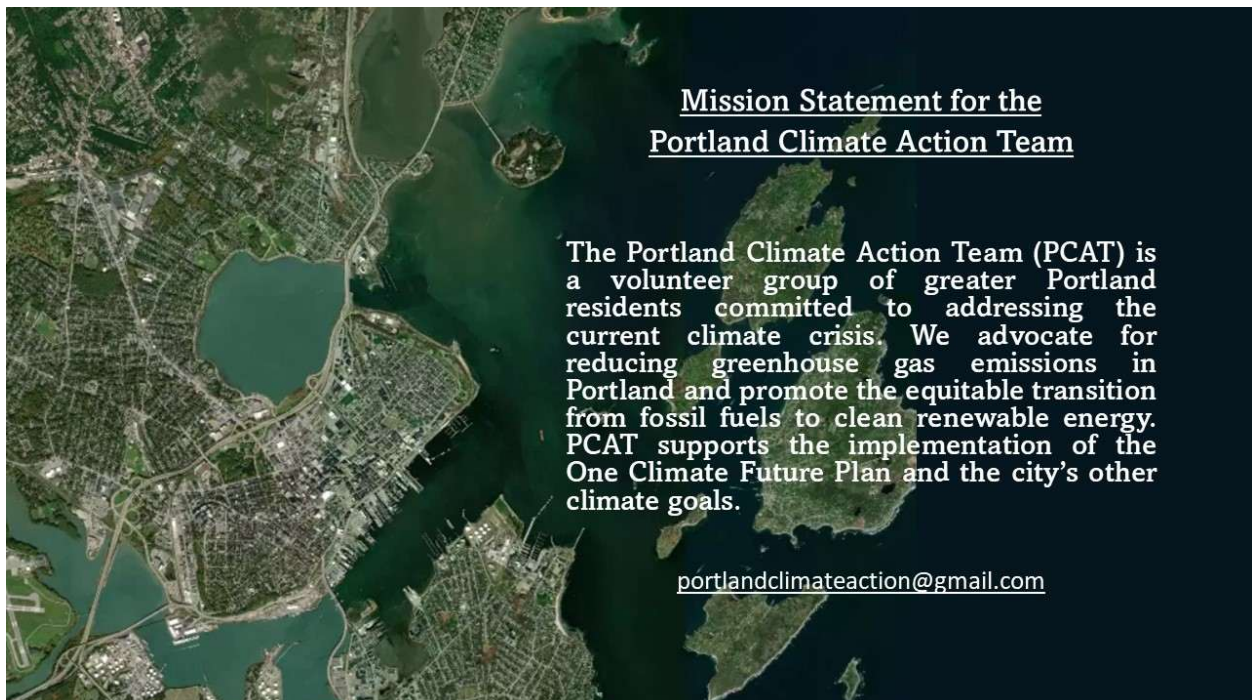 Mission Statement for the
Portland Climate Action Team
The Portland Climate Action Team (PCAT) is
a volunteer group of greater Portland
residents committed to addressing the
current climate crisis. We advocate for
reducing greenhouse gas emissions in
Portland and promote the equitable transition
from fossil fuels to clean renewable energy.
PCAT supports the implementation of the
One Climate Future Plan and the city’s other
climate goals.
portlandclimateaction@gmail.com